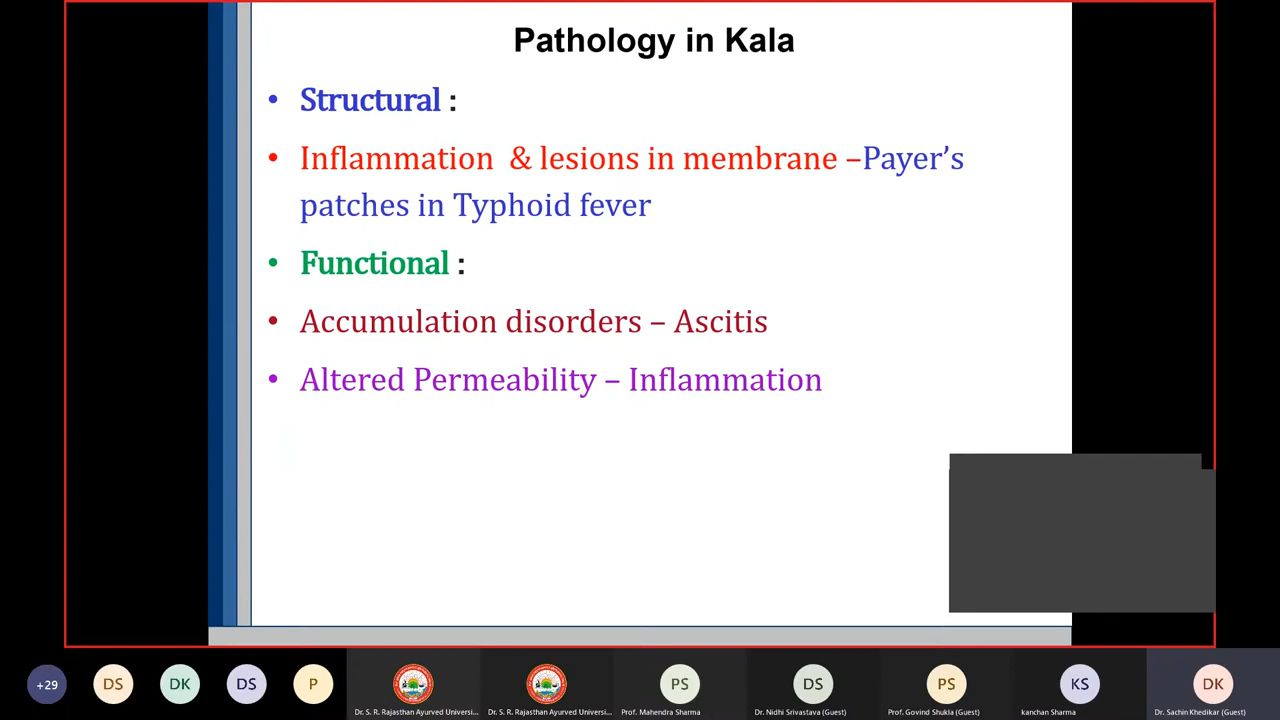 Pathology in Kala
• Structural :
• Inflammation & lesions in membrane –Payer’s
patches in Typhoid fever
• Functional :
• Accumulation disorders – Ascitis
• Altered Permeability – Inflammation
+29
DS
DK
DS
P
PS
DS
PS
KS
DK
Dr. S. R. Rajasthan Ayurved Universi...
Dr. S. R. Rajasthan Ayurved Universi...
Prof. Mahendra Sharma
Dr. Nidhi Srivastava (Guest)
Prof. Govind Shukla (Guest)
kanchan Sharma
Dr. Sachin Khedikar (Guest)